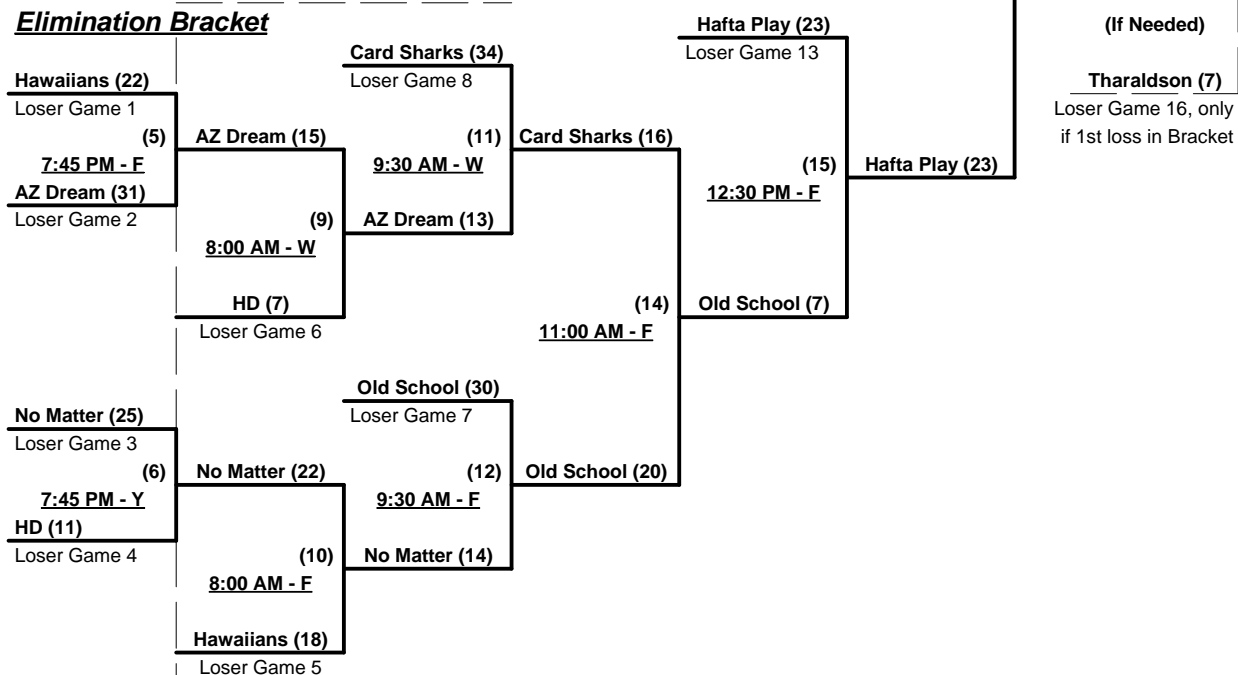 Elimination Bracket
Hafta Play (23)
(If Needed)
Card Sharks (34)
Loser Game 13
Hawaiians (22)
Loser Game 8
Tharaldson (7)
Loser Game 1
Loser Game 16, only
(5)
AZ Dream (15)
(11)
Card Sharks (16)
if 1st loss in Bracket
7:45 PM - F
9:30 AM - W
(15)
Hafta Play (23)
AZ Dream (31)
12:30 PM - F
Loser Game 2
(9)
AZ Dream (13)
8:00 AM - W
HD (7)
(14)
Old School (7)
Loser Game 6
11:00 AM - F
Old School (30)
No Matter (25)
Loser Game 7
Loser Game 3
(6)
No Matter (22)
(12)
Old School (20)
7:45 PM - Y
9:30 AM - F
HD (11)
Loser Game 4
(10)
No Matter (14)
8:00 AM - F
Hawaiians (18)
Loser Game 5